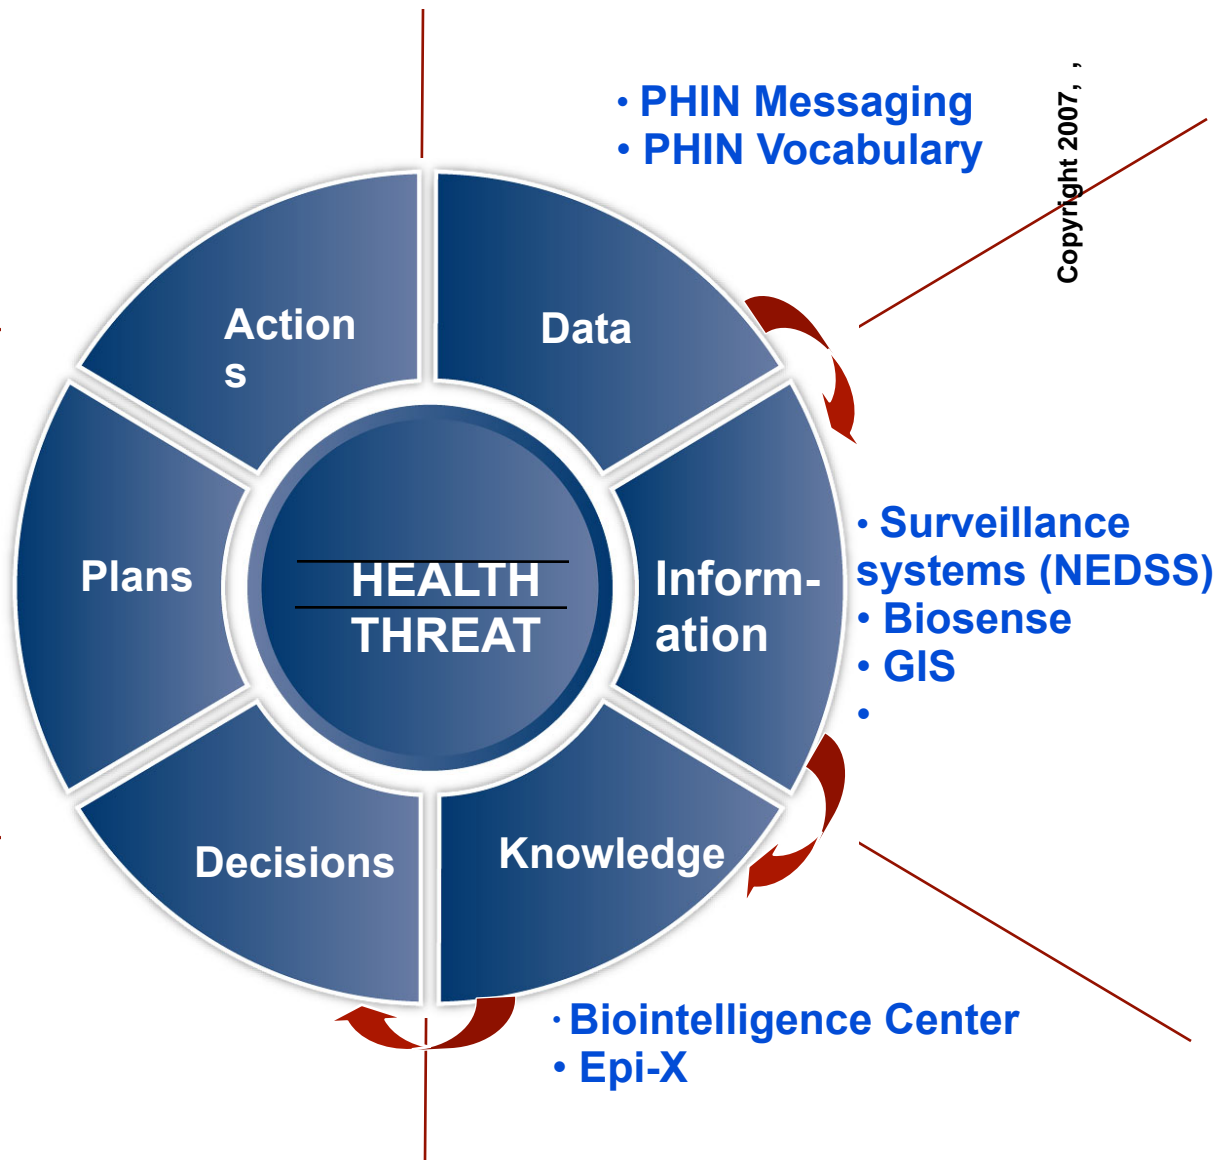 • PHIN Messaging
• PHIN Vocabulary
Copyright 2007, , ,
Action
s
Data
Plans
HEALTH
THREAT
Inform-
ation
• Surveillance
systems (NEDSS)
• Biosense
• GIS
•
Decisions
Knowledge
• Biointelligence Center
• Epi-X